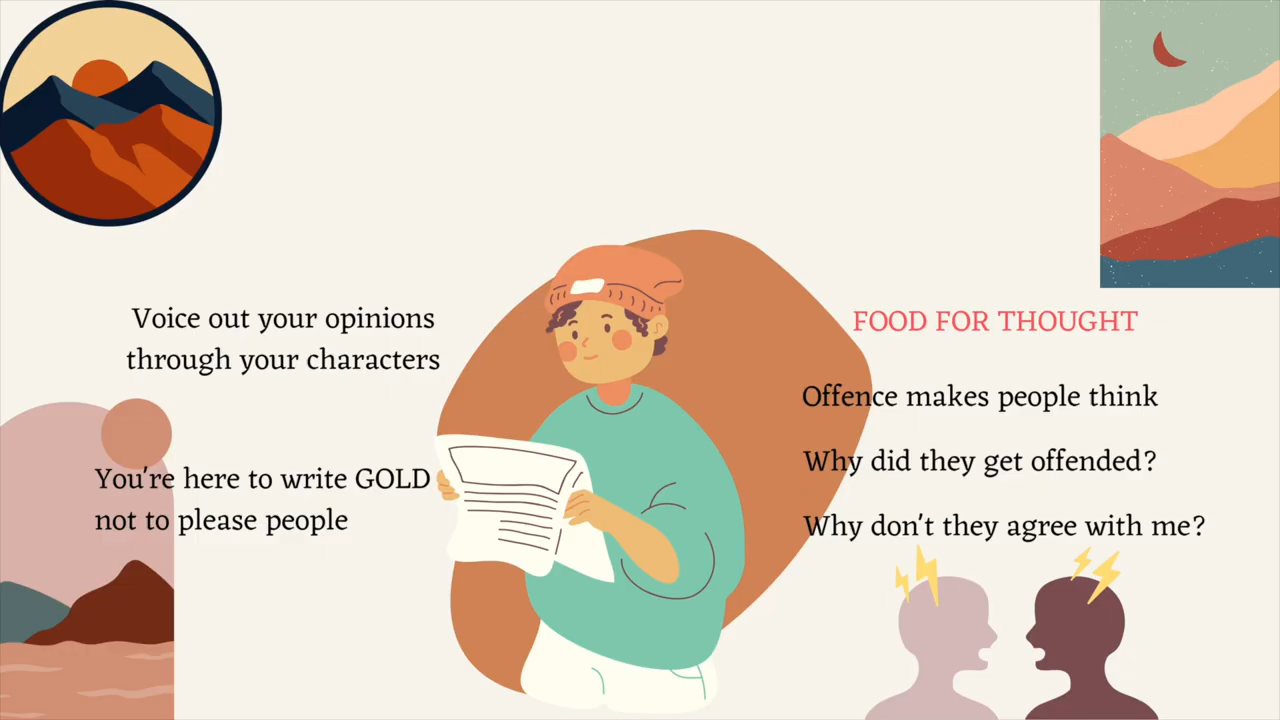 Voice out your opinions
through your characters
You're here to write GOLD
not to please people
FOOD FOR THOUGHT
Offence makes people think
Why did they get offended?
Why don't they agree with me?